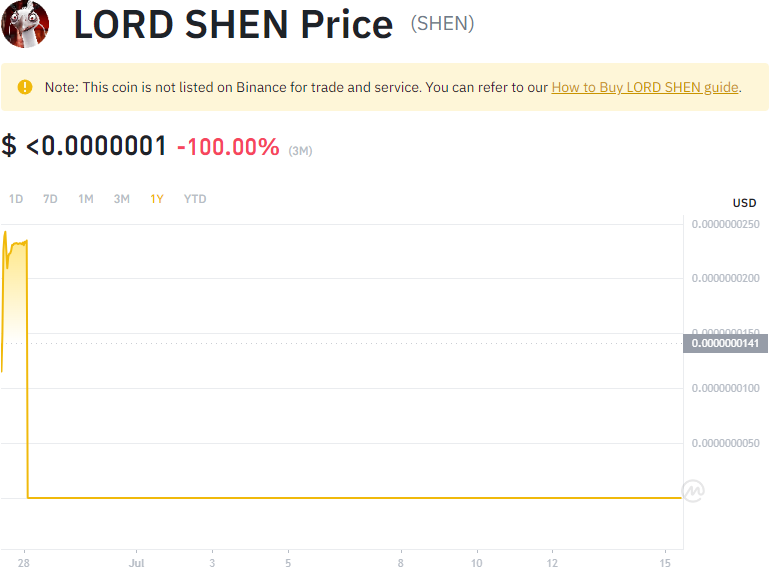 LORD SHEN Price (SHEN)
Note: This coin is not listed on Binance for trade and service. You can refer to our How to Buy LORD SHEN guide.
$ <0.0000001 -100.00% (3M)
1D 7D 1M 3M 1Y YTD
USD
0.0000000250
0.0000000200
0.0000000150
0.0000000141
0.0000000100
0.0000000050
28 Jul 3 5 8 10 12 15